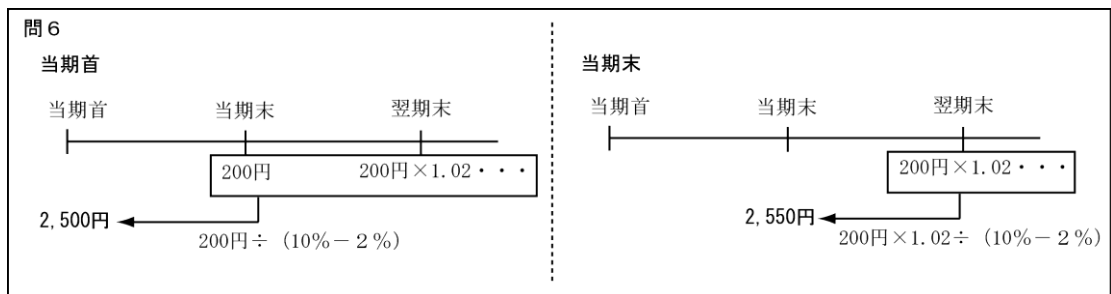 問6
当期首
当期首 当期末 翌期末
200円 200円×1.02・・・
2,500円
200円÷（10%－2%）
当期末
当期首 当期末 翌期末
200円×1.02・・・
2,550円
200円×1.02÷（10%－2%）